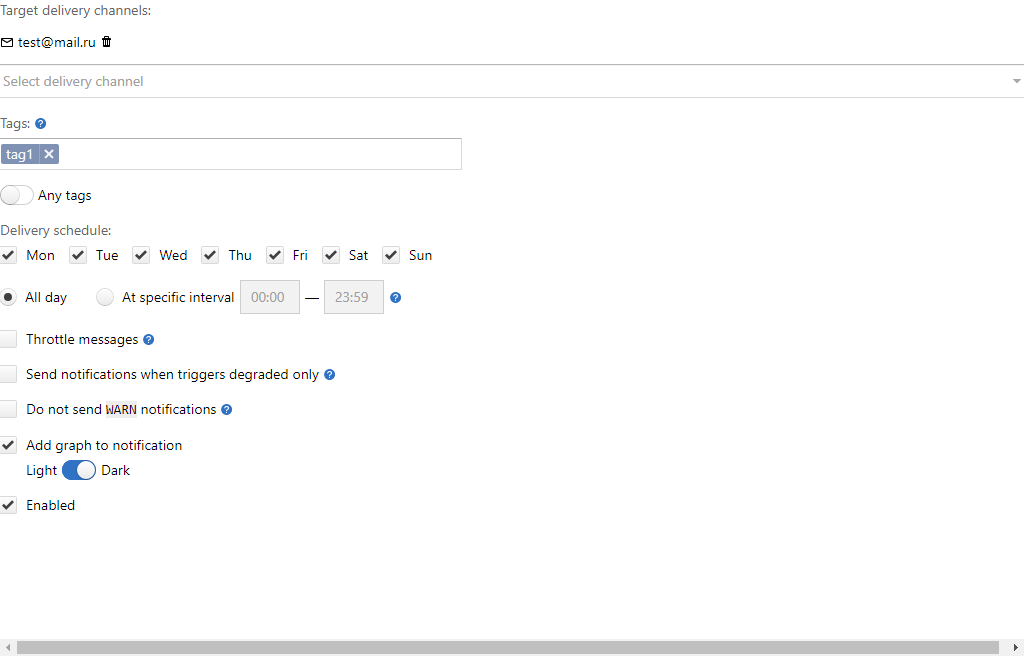 Target delivery channels:
test@mail.ru
Select delivery channel
Tags: ?
tag1 ×
Any tags
Delivery schedule:
Mon Tue Wed Thu Fri Sat Sun
All day At specific interval 00:00 — 23:59 ?
Throttle messages ?
Send notifications when triggers degraded only ?
Do not send WARN notifications ?
Add graph to notification
Light Dark
Enabled